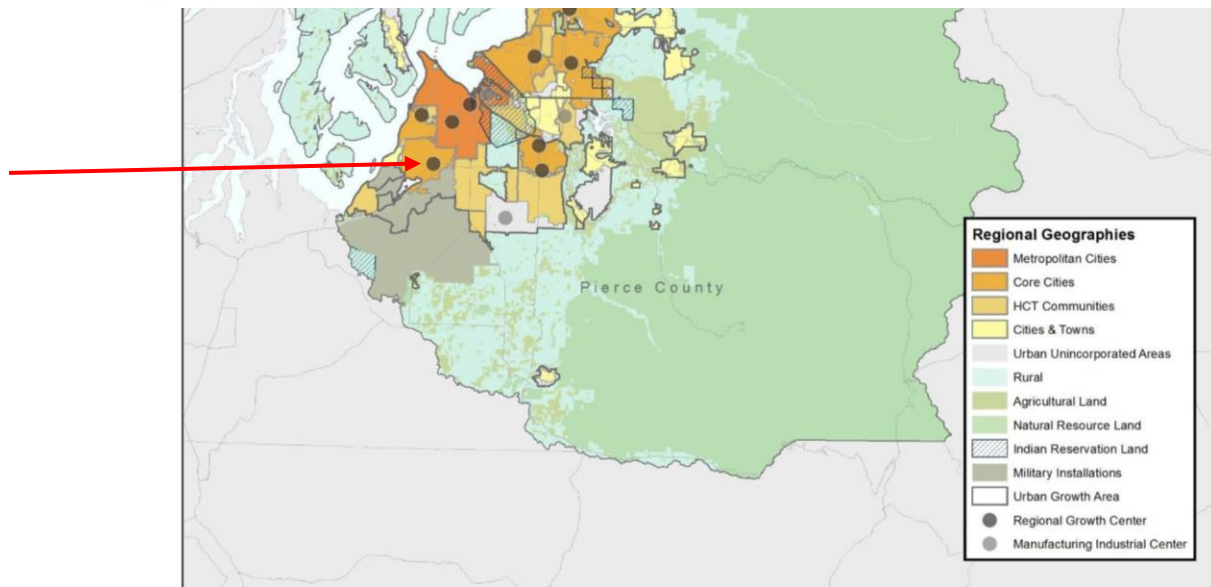 Pierce County
Regional Geographies
Metropolitan Cities
Core Cities
HCT Communities
Cities & Towns
Urban Unincorporated Areas
Rural
Agricultural Land
Natural Resource Land
Indian Reservation Land
Military Installations
Urban Growth Area
Regional Growth Center
Manufacturing Industrial Center